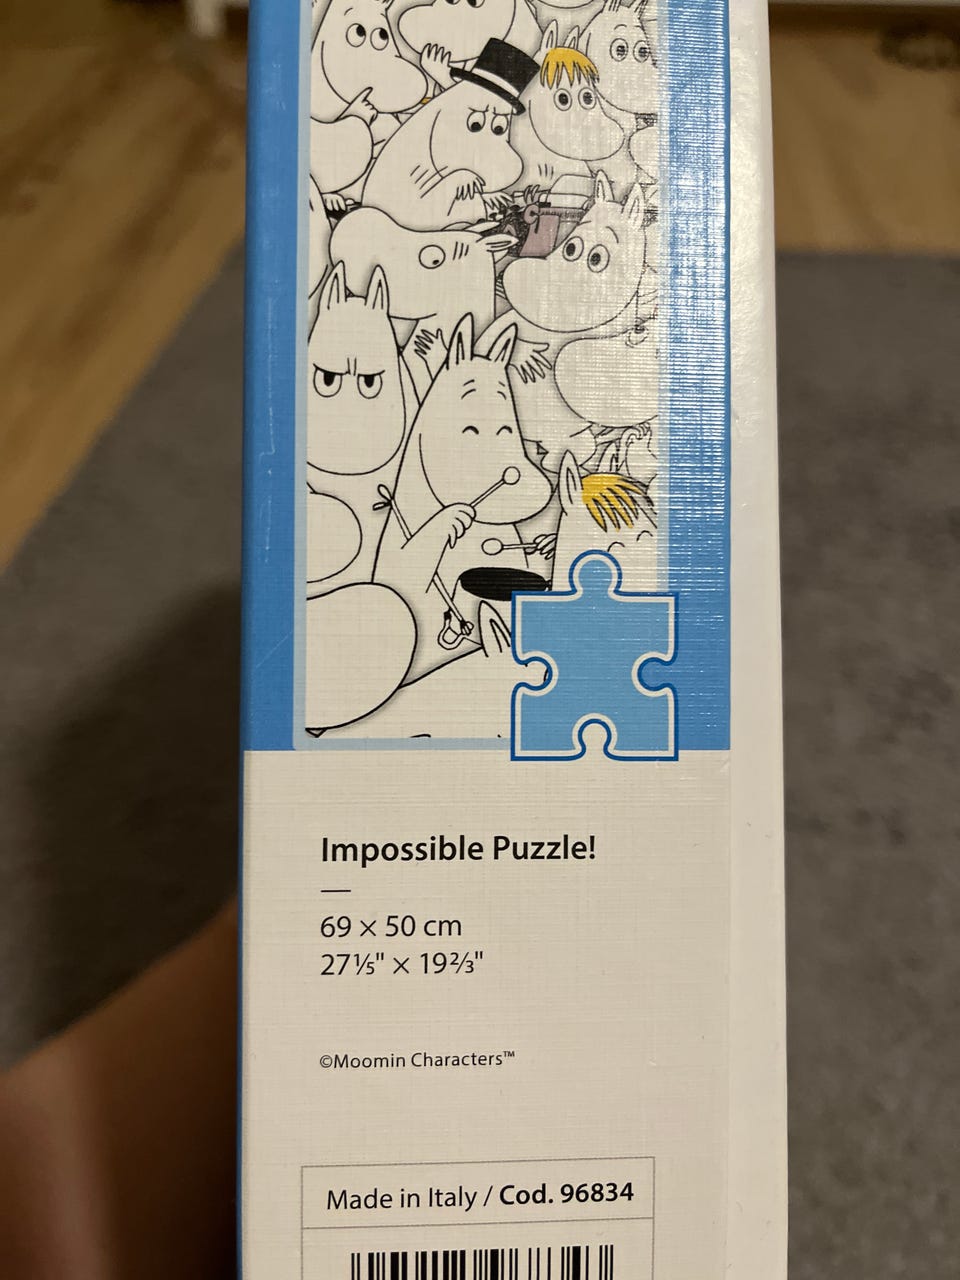 Impossible Puzzle!
69 × 50 cm
27⅕" × 19⅔"
©Moomin Characters™
Made in Italy / Cod. 96834